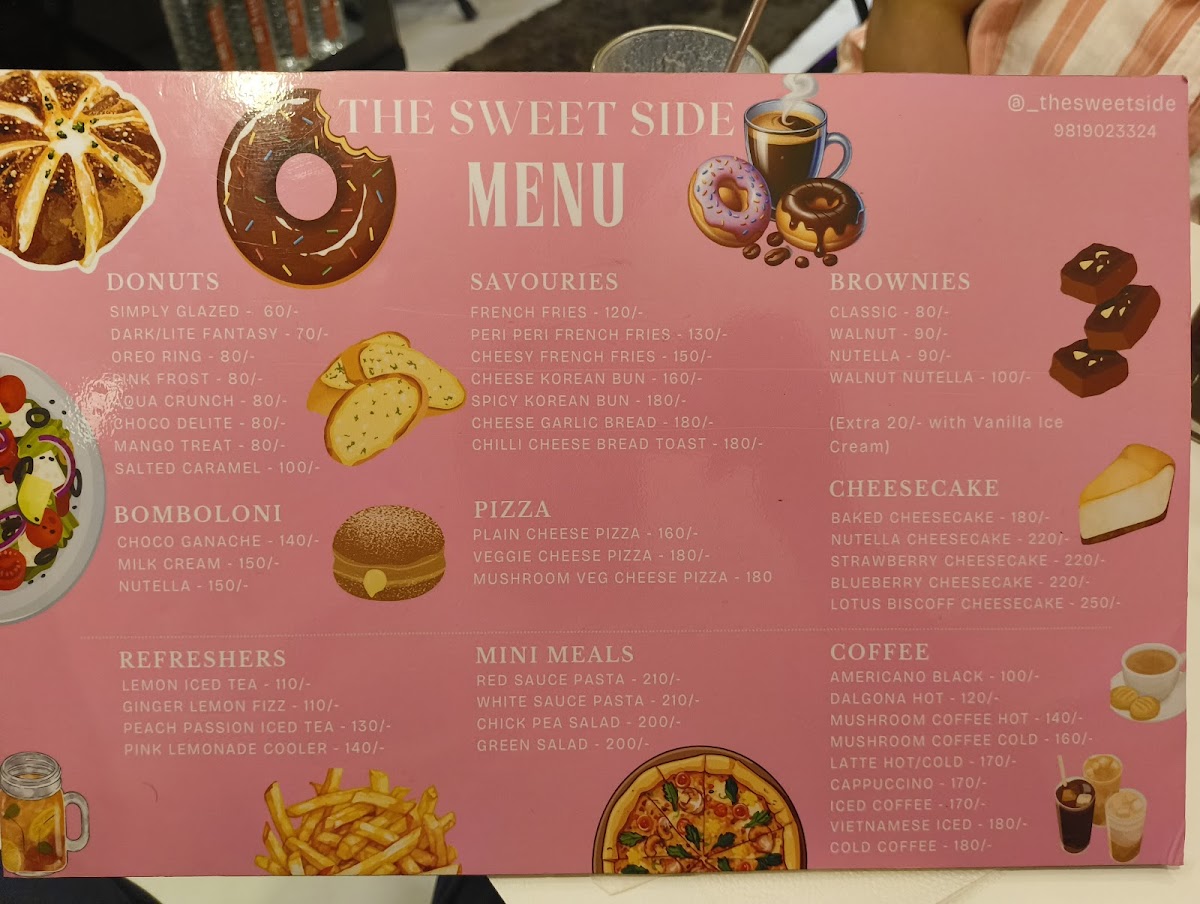 THE SWEET SIDE
MENU
@_thesweetside
9819023324
DONUTS
SIMPLY GLAZED - 60/-
DARK/LITE FANTASY - 70/-
OREO RING - 80/-
PINK FROST - 80/-
AQUA CRUNCH - 80/-
CHOCO DELITE - 80/-
MANGO TREAT - 80/-
SALTED CARAMEL - 100/-
BOMBOLONI
CHOCO GANACHE - 140/-
MILK CREAM - 150/-
NUTELLA - 150/-
SAVOURIES
FRENCH FRIES - 120/-
PERI PERI FRENCH FRIES - 130/-
CHEESY FRENCH FRIES - 150/-
CHEESE KOREAN BUN - 160/-
SPICY KOREAN BUN - 180/-
CHEESE GARLIC BREAD - 180/-
CHILLI CHEESE BREAD TOAST - 180/-
PIZZA
PLAIN CHEESE PIZZA - 160/-
VEGGIE CHEESE PIZZA - 180/-
MUSHROOM VEG CHEESE PIZZA - 180
BROWNIES
CLASSIC - 80/-
WALNUT - 90/-
NUTELLA - 90/-
WALNUT NUTELLA - 100/-
(Extra 20/- with Vanilla Ice
Cream)
CHEESECAKE
BAKED CHEESECAKE - 180/-
NUTELLA CHEESECAKE - 220/-
STRAWBERRY CHEESECAKE - 220/-
BLUEBERRY CHEESECAKE - 220/-
LOTUS BISCOFF CHEESECAKE - 250/-
REFRESHERS
LEMON ICED TEA - 110/-
GINGER LEMON FIZZ - 110/-
PEACH PASSION ICED TEA - 130/-
PINK LEMONADE COOLER - 140/-
MINI MEALS
RED SAUCE PASTA - 210/-
WHITE SAUCE PASTA - 210/-
CHICK PEA SALAD - 200/-
GREEN SALAD - 200/-
COFFEE
AMERICANO BLACK - 100/-
DALGONA HOT - 120/-
MUSHROOM COFFEE HOT - 140/-
MUSHROOM COFFEE COLD - 160/-
LATTE HOT/COLD - 170/-
CAPPUCCINO - 170/-
ICED COFFEE - 170/-
VIETNAMESE ICED - 180/-
COLD COFFEE - 180/-